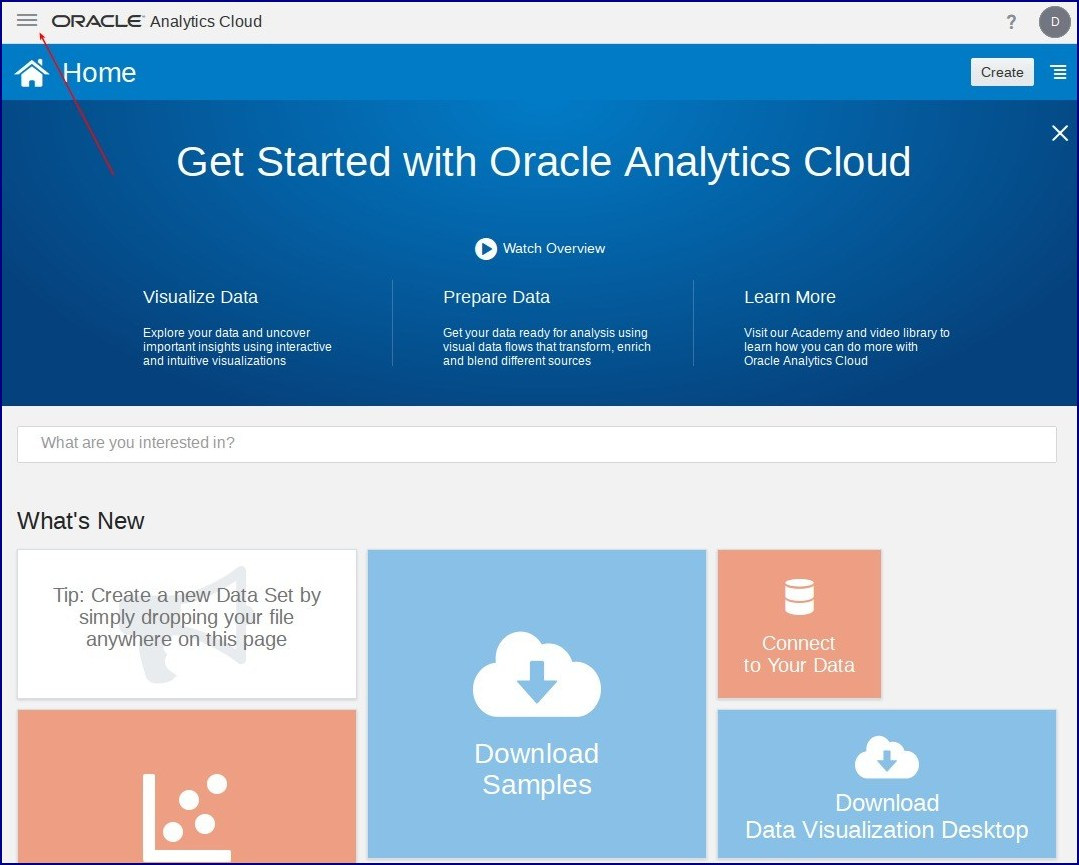 ORACLE Analytics Cloud
?
D
Home
Create
Get Started with Oracle Analytics Cloud
Watch Overview
Visualize Data
Explore your data and uncover
important insights using interactive
and intuitive visualizations
Prepare Data
Get your data ready for analysis using
visual data flows that transform, enrich
and blend different sources
Learn More
Visit our Academy and video library to
learn how you can do more with
Oracle Analytics Cloud
What are you interested in?
What's New
Tip: Create a new Data Set by
simply dropping your file
anywhere on this page
Download
Samples
Connect
to Your Data
Download
Data Visualization Desktop